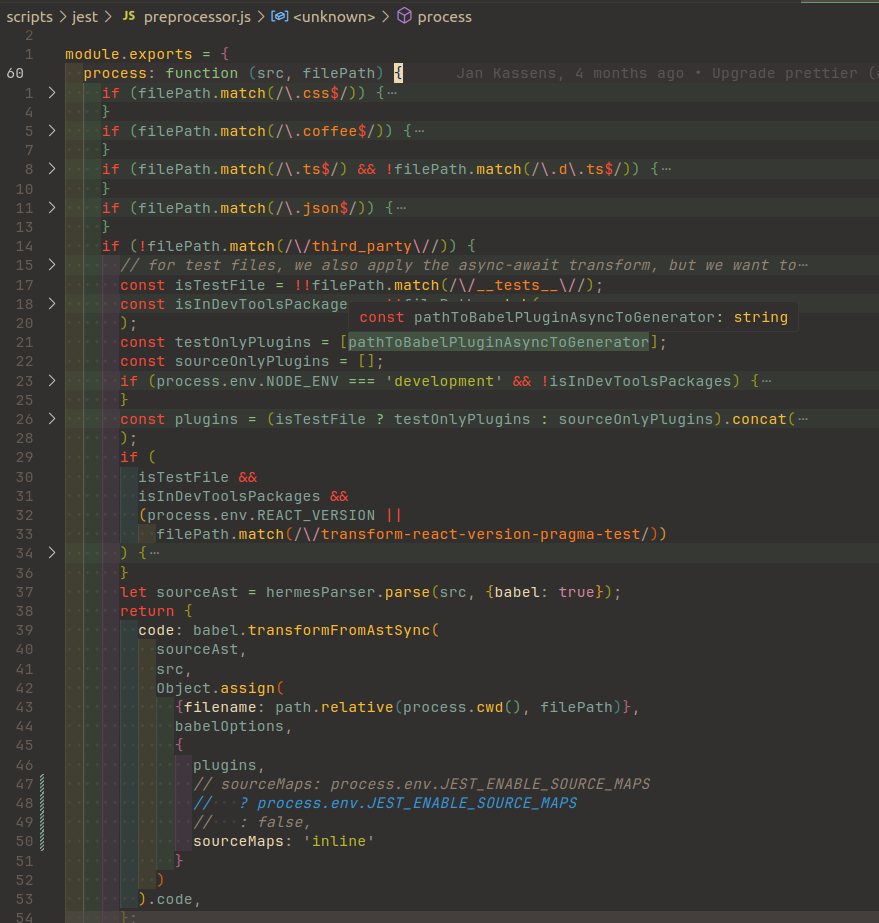 scripts > jest > JS preprocessor.js > <unknown> > process
2
1 module.exports = {
60 process: function (src, filePath) { Jan Kassens, 4 months ago • Upgrade prettier (
1 > if (filePath.match(/\.css$/)) {⋯
4 }
5 > if (filePath.match(/\.coffee$/)) {⋯
7 }
8 > if (filePath.match(/\.ts$/) && !filePath.match(/\.d\.ts$/)) {⋯
10 }
11 > if (filePath.match(/\.json$/)) {⋯
13 }
14 if (!filePath.match(/\/third_party\//)) {
15 > // for test files, we also apply the async-await transform, but we want to⋯
17 const isTestFile = !!filePath.match(/\/__tests__\//);
18 > const isInDevToolsPackage
const pathToBabelPluginAsyncToGenerator: string
20 );
21 const testOnlyPlugins = [pathToBabelPluginAsyncToGenerator];
22 const sourceOnlyPlugins = [];
23 > if (process.env.NODE_ENV === 'development' && !isInDevToolsPackages) {⋯
25 }
26 > const plugins = (isTestFile ? testOnlyPlugins : sourceOnlyPlugins).concat(⋯
28 );
29 if (
30 isTestFile &&
31 isInDevToolsPackages &&
32 (process.env.REACT_VERSION ||
33 filePath.match(/\/transform-react-version-pragma-test/))
34 > ) {⋯
36 }
37 let sourceAst = hermesParser.parse(src, {babel: true});
38 return {
39 code: babel.transformFromAstSync(
40 sourceAst,
41 src,
42 Object.assign(
43 {filename: path.relative(process.cwd(), filePath)},
44 babelOptions,
45 {
46 plugins,
47 // sourceMaps: process.env.JEST_ENABLE_SOURCE_MAPS
48 // ? process.env.JEST_ENABLE_SOURCE_MAPS
49 // : false,
50 sourceMaps: 'inline'
51 }
52 )
53 ).code,
54 };